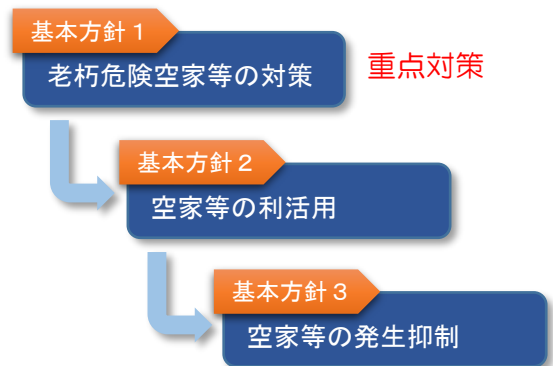 基本方針１
老朽危険空家等の対策
重点対策
基本方針２
空家等の利活用
基本方針３
空家等の発生抑制